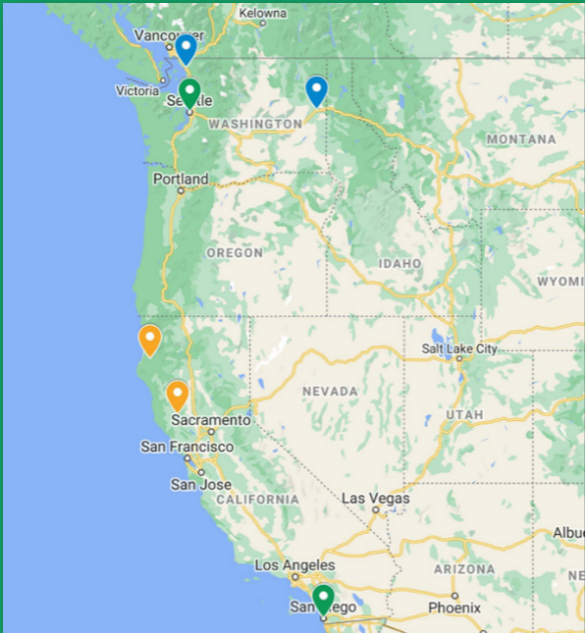 Kelowna
Vancouver
Victoria
Seattle
WASHINGTON
MONTANA
Portland
OREGON
IDAHO
WYOMI
Salt Lake City
NEVADA
UTAH
Sacramento
San Francisco
San Jose
CALIFORNIA
Las Vegas
Albu
Los Angeles
ARIZONA
NE
San Diego
Phoenix